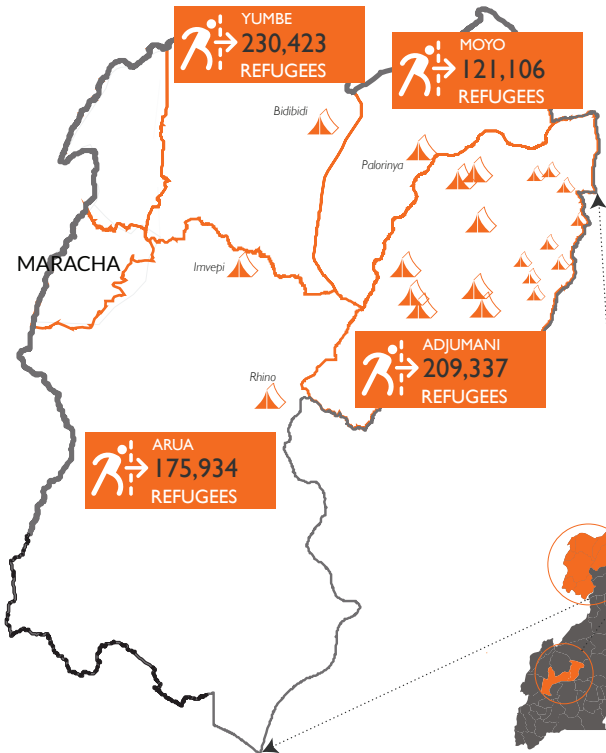 YUMBE
230,423
REFUGEES
MOYO
121,106
REFUGEES
Bidibidi
Palorinya
MARACHA
Imvepi
ADJUMANI
209,337
REFUGEES
Rhino
ARUA
175,934
REFUGEES